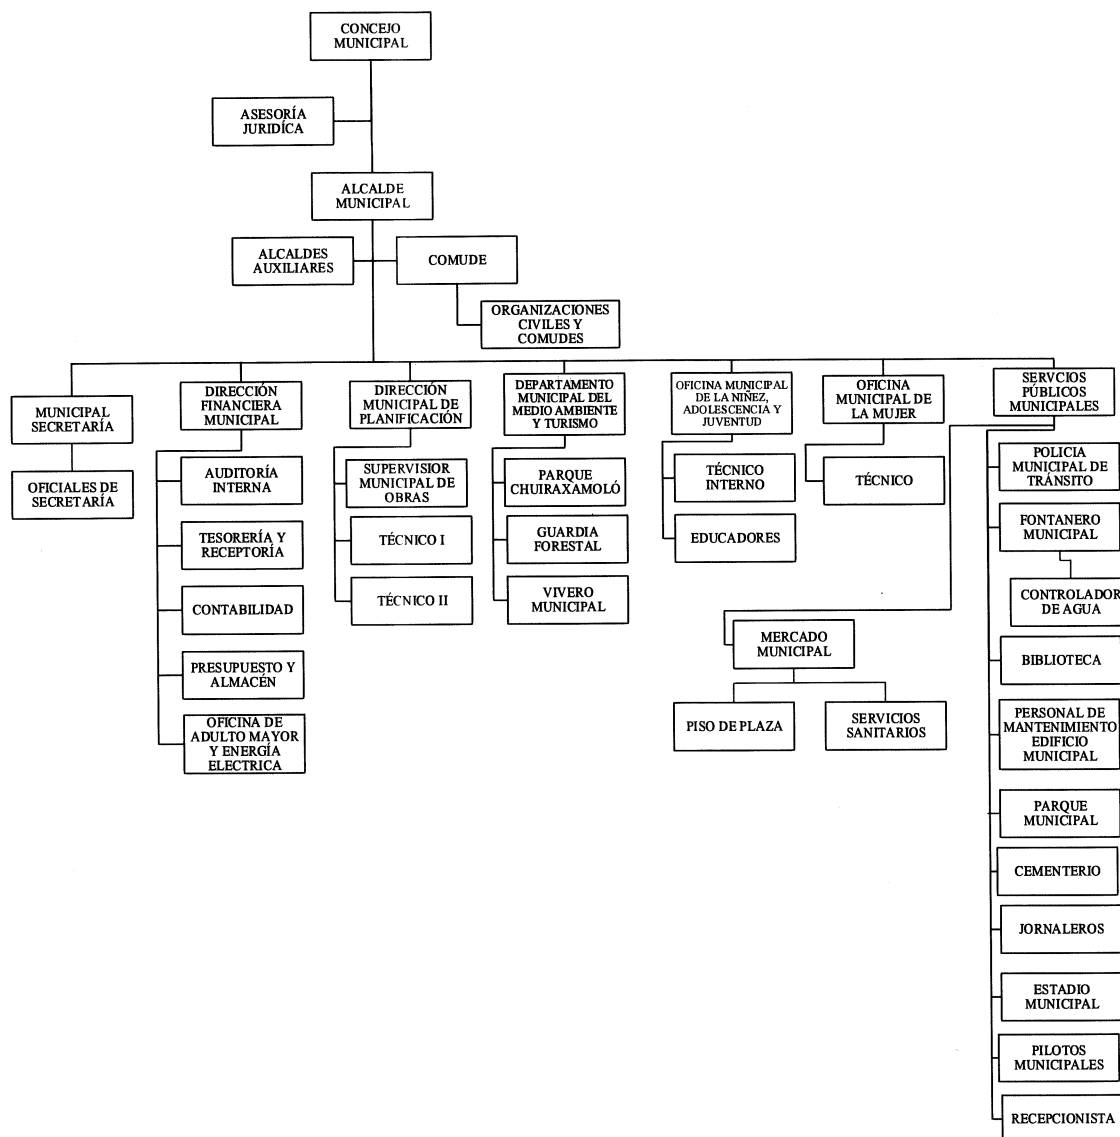 CONCEJO
MUNICIPAL
ASESORÍA
JURIDÍCA
ALCALDE
MUNICIPAL
ALCALDES
AUXILIARES
COMUDE
ORGANIZACIONES
CIVILES Y
COMUDES
MUNICIPAL
SECRETARÍA
OFICIALES DE
SECRETARÍA
DIRECCIÓN
FINANCIERA
MUNICIPAL
AUDITORÍA
INTERNA
TESORERÍA Y
RECEPTORÍA
CONTABILIDAD
PRESUPUESTO Y
ALMACÉN
OFICINA DE
ADULTO MAYOR
Y ENERGÍA
ELECTRICA
DIRECCIÓN
MUNICIPAL DE
PLANIFICACIÓN
SUPERVISIOR
MUNICIPAL DE
OBRAS
TÉCNICO I
TÉCNICO II
DEPARTAMENTO
MUNICIPAL DEL
MEDIO AMBIENTE
Y TURISMO
PARQUE
CHUIRAXAMOLÓ
GUARDIA
FORESTAL
VIVERO
MUNICIPAL
OFICINA MUNICIPAL
DE LA NIÑEZ,
ADOLESCENCIA Y
JUVENTUD
TÉCNICO
INTERNO
EDUCADORES
OFICINA
MUNICIPAL DE
LA MUJER
TÉCNICO
SERVCIOS
PÚBLICOS
MUNICIPALES
MERCADO
MUNICIPAL
PISO DE PLAZA
SERVICIOS
SANITARIOS
POLICIA
MUNICIPAL DE
TRÁNSITO
FONTANERO
MUNICIPAL
CONTROLADOR
DE AGUA
BIBLIOTECA
PERSONAL DE
MANTENIMIENTO
EDIFICIO
MUNICIPAL
PARQUE
MUNICIPAL
CEMENTERIO
JORNALEROS
ESTADIO
MUNICIPAL
PILOTOS
MUNICIPALES
RECEPCIONISTA